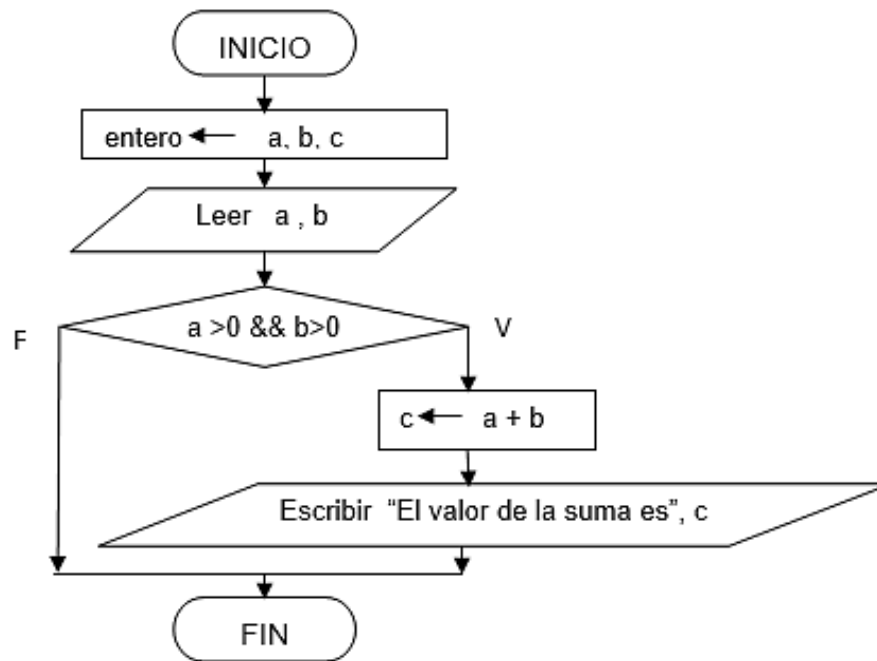 INICIO
entero ← a, b, c
Leer a , b
a >0 && b>0
F
V
c ← a + b
Escribir “El valor de la suma es”, c
FIN